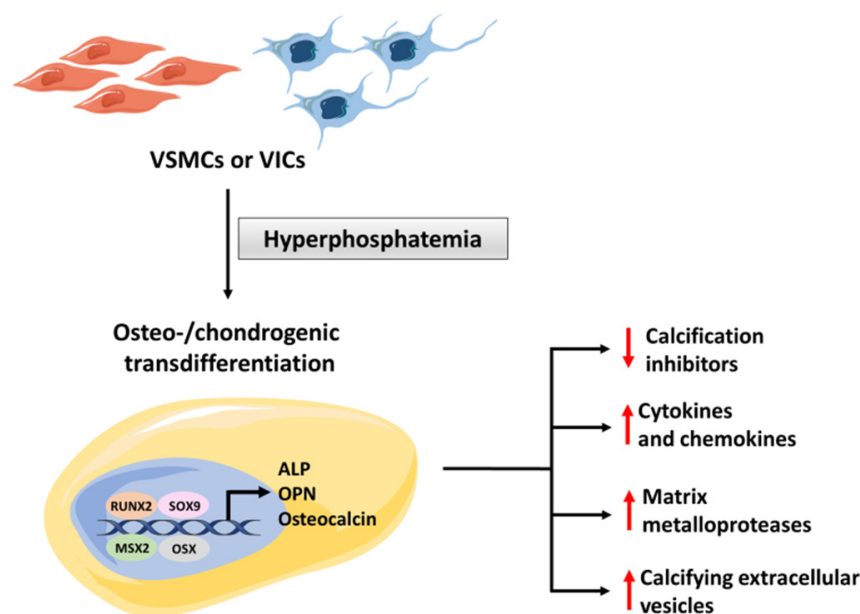 VSMCs or VICs
Hyperphosphatemia
Osteo-/chondrogenic
transdifferentiation
RUNX2
SOX9
MSX2
OSX
ALP
OPN
Osteocalcin
Calcification
inhibitors
Cytokines
and chemokines
Matrix
metalloproteases
Calcifying extracellular
vesicles